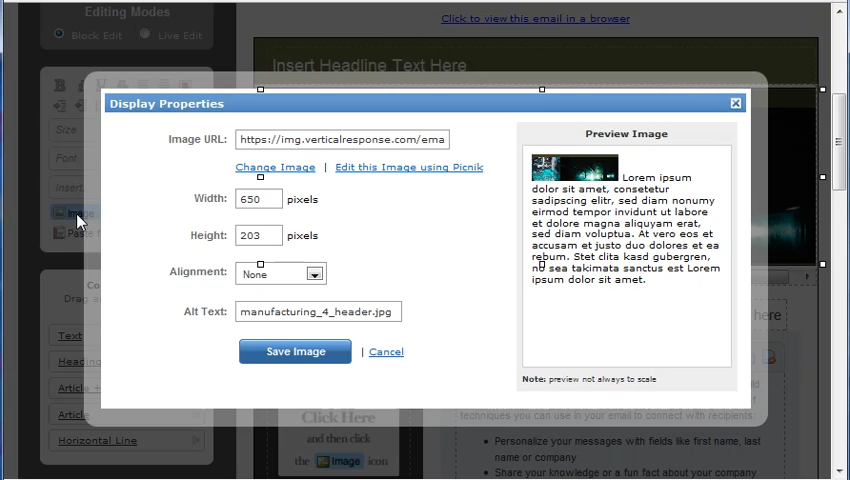 Editing Modes
Block Edit
Live Edit
Click to view this email in a browser
Insert Headline Text Here
Size
Font
Insert
Paste
Text
Heading
Article
Article
Horizontal Line
Display Properties
Image URL:
https://img.verticalresponse.com/ema
Change Image | Edit this Image using Picnik
Width: 650 pixels
Height: 203 pixels
Alignment: None
Alt Text: manufacturing_4_header.jpg
Save Image | Cancel
Preview Image
Lorem ipsum
dolor sit amet, consetetur
sadipscing elitr, sed diam nonumy
eirmod tempor invidunt ut labore
et dolore magna aliquyam erat,
sed diam voluptua. At vero eos et
accusam et justo duo dolores et ea
rebum. Stet clita kasd gubergren,
no sea takimata sanctus est Lorem
ipsum dolor sit amet.
Note: preview not always to scale
here
Click Here
and then click
the Image icon
techniques you can use in your email to connect with recipients.
Personalize your messages with fields like first name, last
name or company
Share your knowledge or a fun fact about your company